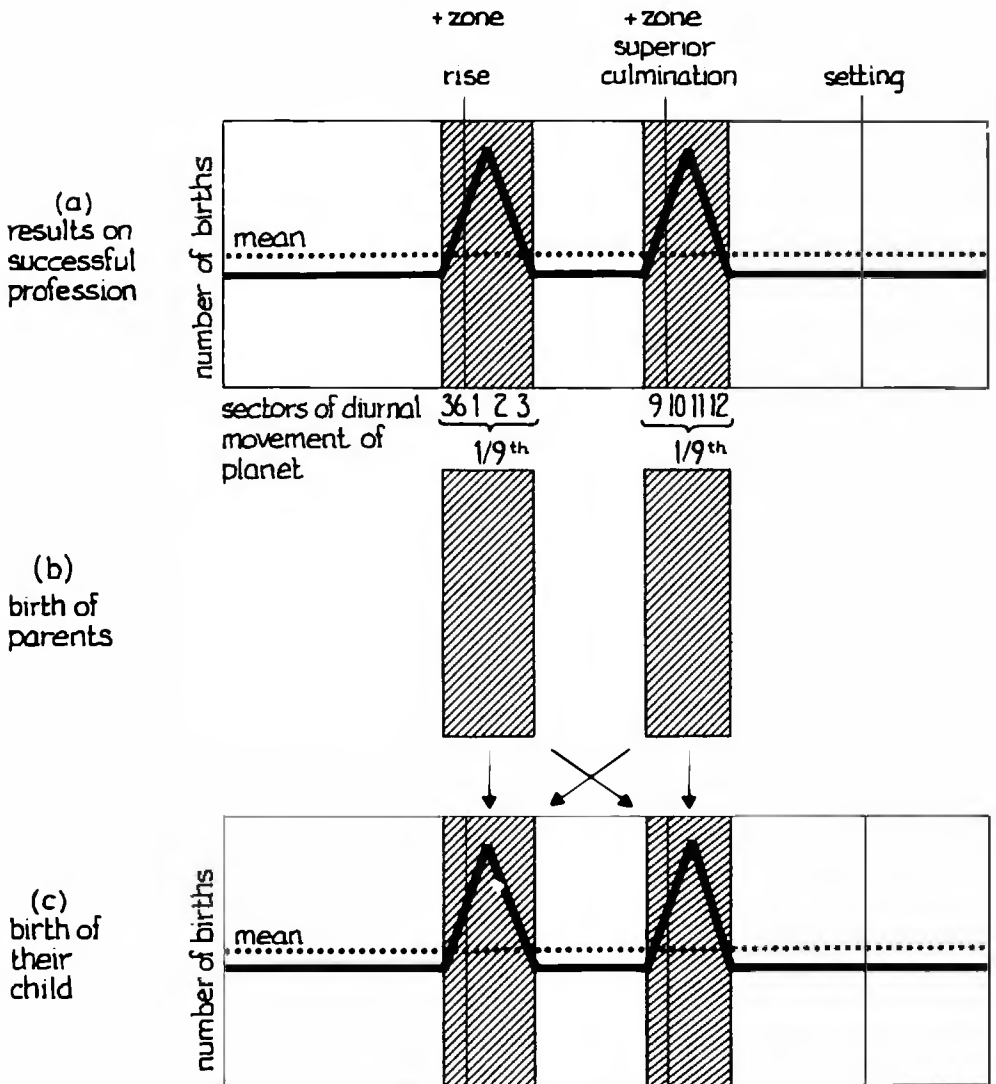 + zone
rise
+ zone
superior
culmination
setting
(a)
results on
successful
profession
number of births
mean
sectors of diurnal
movement of
planet
36 1 2 3
1/9th
9 10 11 12
1/9th
(b)
birth of
parents
(c)
birth of
their
child
number of births
mean